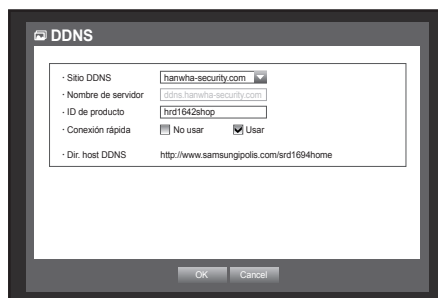 DDNS
· Sitio DDNS hanwha-security.com
· Nombre de servidor ddns.hanwha-security.com
· ID de producto hrd1642shop
· Conexión rápida No usar Usar
· Dir. host DDNS http://www.samsungipolis.com/srd1694home
OK Cancel